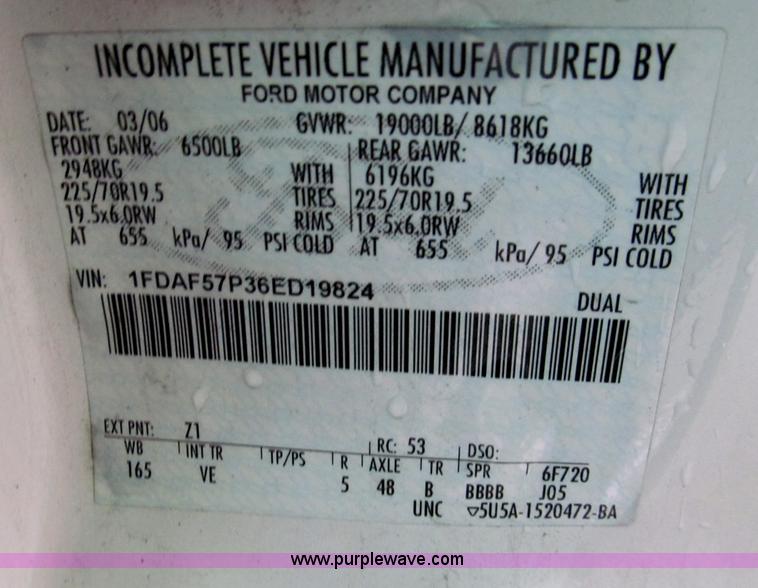 INCOMPLETE VEHICLE MANUFACTURED BY
FORD MOTOR COMPANY
DATE: 03/06 GVWR: 19000LB/ 8618KG
FRONT GAWR: 6500LB REAR GAWR: 13660LB
2948KG WITH 6196KG WITH
225/70R19.5 TIRES 225/70R19.5 TIRES
19.5x6.0RW RIMS 19.5x6.0RW RIMS
AT 655 kPa/ 95 PSI COLD AT 655 kPa/ 95 PSI COLD
VIN: 1FDAF57P36ED19824 DUAL
EXT PNT: Z1 RC: 53 DSO:
WB INT TR TP/PS R AXLE TR SPR 6F720
165 VE 5 48 B BBBB J05
UNC ▽5U5A-1520472-BA
www.purplewave.com